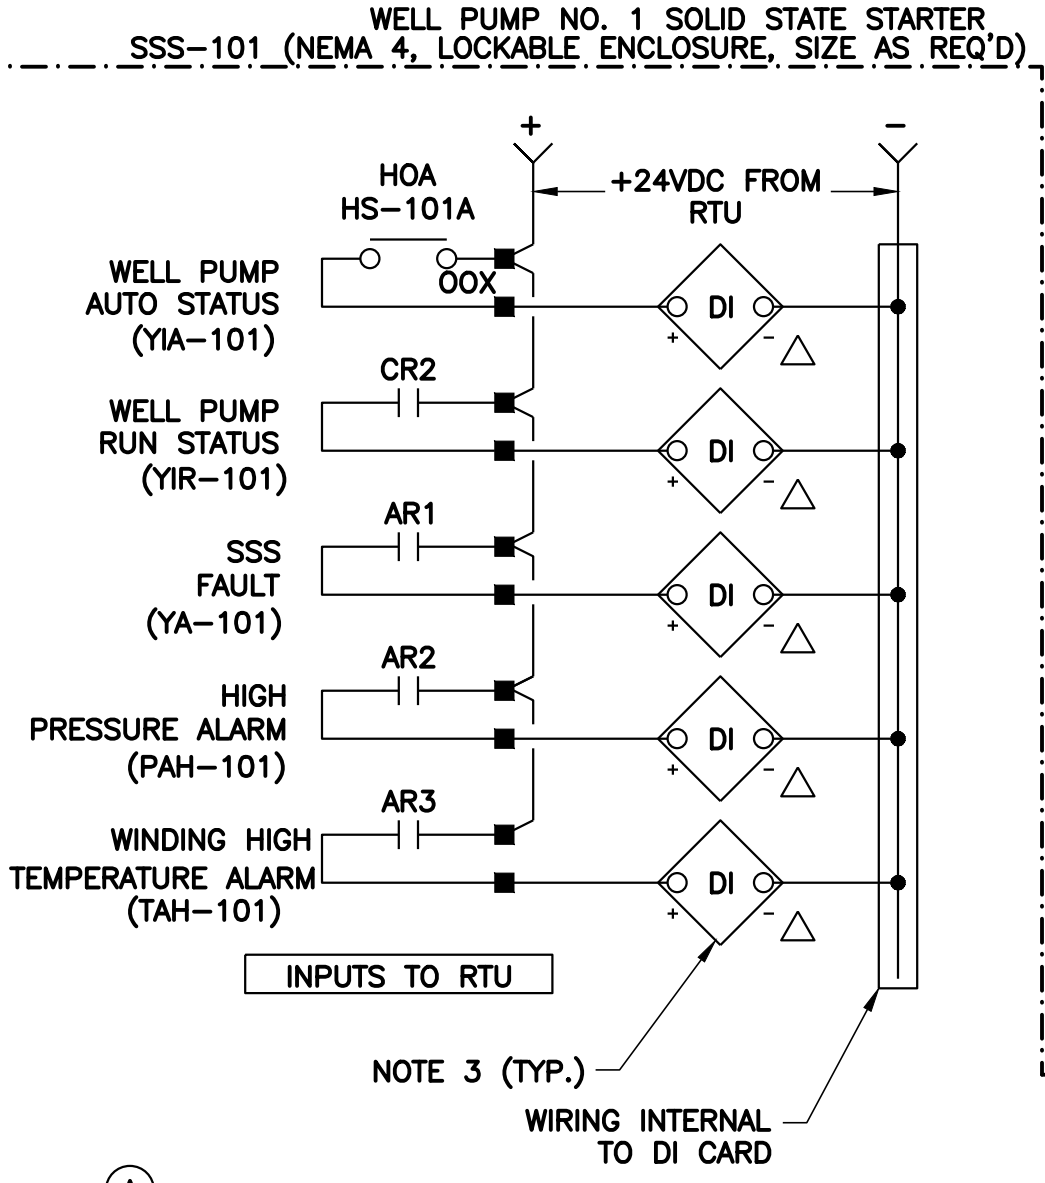 WELL PUMP NO. 1 SOLID STATE STARTER
SSS-101 (NEMA 4, LOCKABLE ENCLOSURE, SIZE AS REQ'D)
+
-
HOA
HS-101A
+24VDC FROM
RTU
OOX
WELL PUMP
AUTO STATUS
(YIA-101)
DI
+ -
CR2
WELL PUMP
RUN STATUS
(YIR-101)
DI
+ -
AR1
SSS
FAULT
(YA-101)
DI
+ -
AR2
HIGH
PRESSURE ALARM
(PAH-101)
DI
+ -
AR3
WINDING HIGH
TEMPERATURE ALARM
(TAH-101)
DI
+ -
INPUTS TO RTU
NOTE 3 (TYP.)
WIRING INTERNAL
TO DI CARD